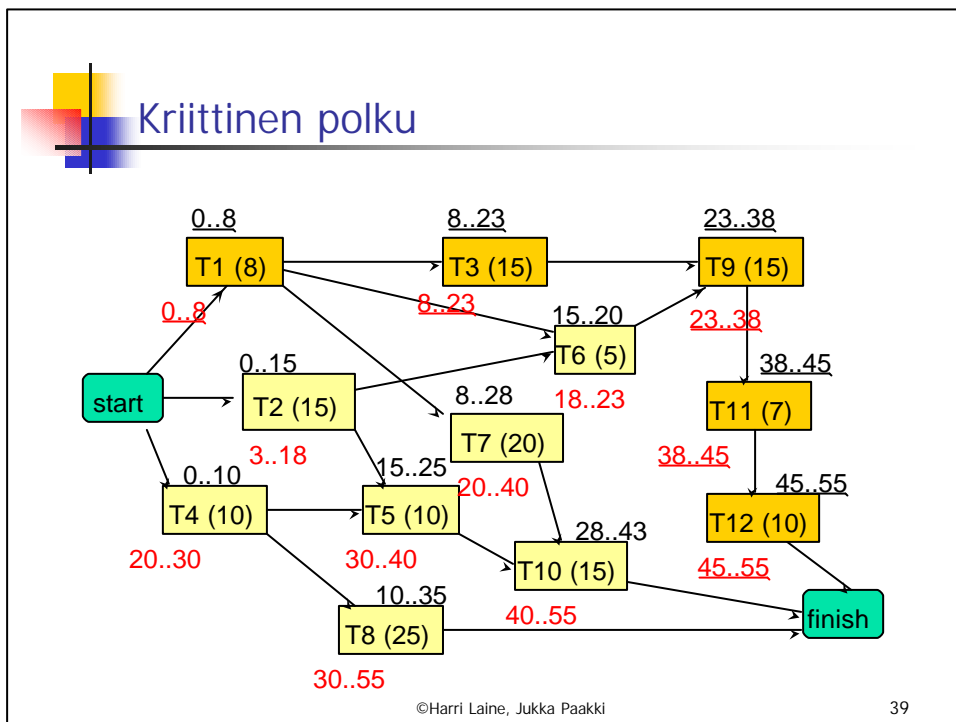 Kriittinen polku
0..8
8..23
23..38
T1 (8)
T3 (15)
T9 (15)
0..8
8..23
15..20
23..38
T6 (5)
0..15
38..45
start
T2 (15)
8..28
18..23
T11 (7)
T7 (20)
3..18
15..25
38..45
0..10
20..40
45..55
T4 (10)
T5 (10)
28..43
T12 (10)
20..30
30..40
T10 (15)
45..55
10..35
40..55
finish
T8 (25)
30..55
©Harri Laine, Jukka Paakki
39